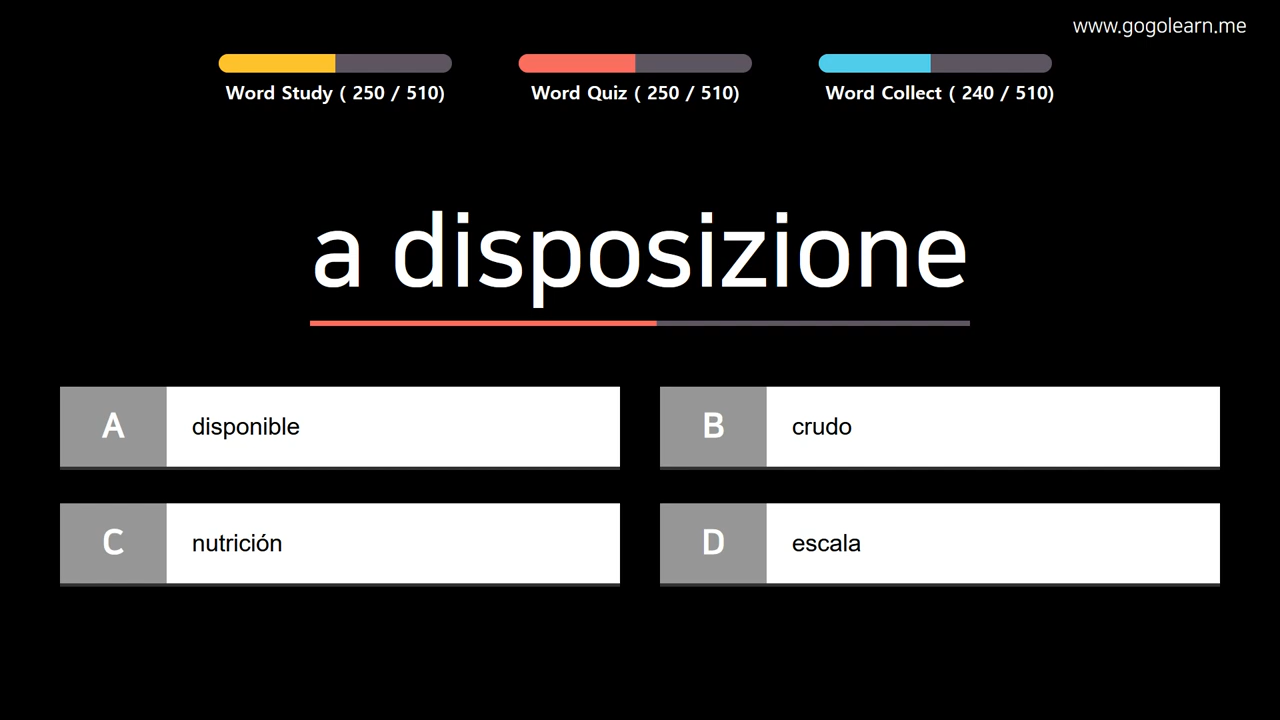 www.gogolearn.me
Word Study ( 250 / 510)
Word Quiz ( 250 / 510)
Word Collect ( 240 / 510)
a disposizione
A disponible
B crudo
C nutrición
D escala